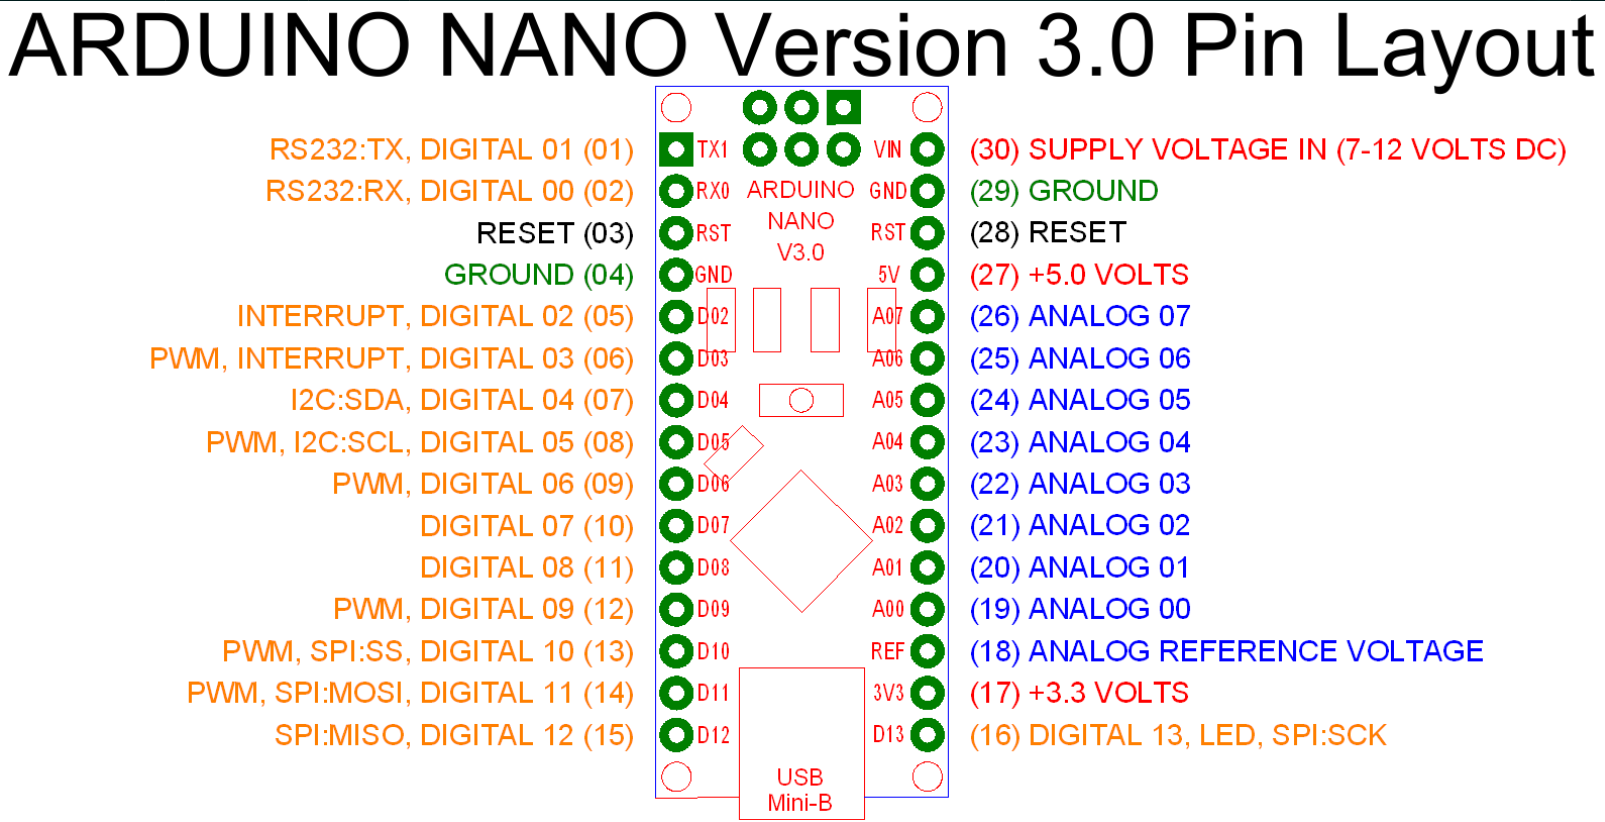 ARDUINO NANO Version 3.0 Pin Layout
RS232:TX, DIGITAL 01 (01) TX1 VIN (30) SUPPLY VOLTAGE IN (7-12 VOLTS DC)
RS232:RX, DIGITAL 00 (02) RX0 ARDUINO GND (29) GROUND
NANO
RESET (03) RST RST (28) RESET
V3.0
GROUND (04) GND 5V (27) +5.0 VOLTS
INTERRUPT, DIGITAL 02 (05) D02 A07 (26) ANALOG 07
PWM, INTERRUPT, DIGITAL 03 (06) D03 A06 (25) ANALOG 06
I2C:SDA, DIGITAL 04 (07) D04 A05 (24) ANALOG 05
PWM, I2C:SCL, DIGITAL 05 (08) D05 A04 (23) ANALOG 04
PWM, DIGITAL 06 (09) D06 A03 (22) ANALOG 03
DIGITAL 07 (10) D07 A02 (21) ANALOG 02
DIGITAL 08 (11) D08 A01 (20) ANALOG 01
PWM, DIGITAL 09 (12) D09 A00 (19) ANALOG 00
PWM, SPI:SS, DIGITAL 10 (13) D10 REF (18) ANALOG REFERENCE VOLTAGE
PWM, SPI:MOSI, DIGITAL 11 (14) D11 3V3 (17) +3.3 VOLTS
SPI:MISO, DIGITAL 12 (15) D12 D13 (16) DIGITAL 13, LED, SPI:SCK
USB
Mini-B